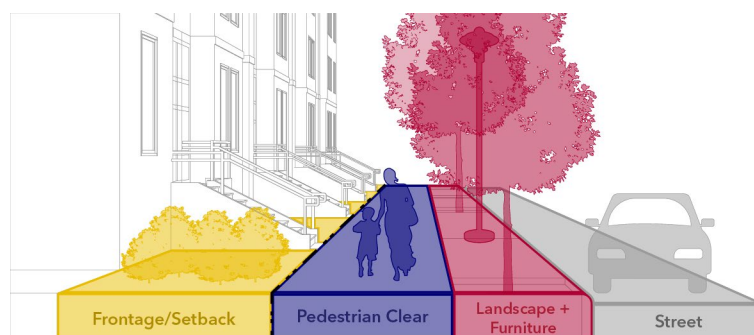 Frontage/Setback
Pedestrian Clear
Landscape +
Furniture
Street